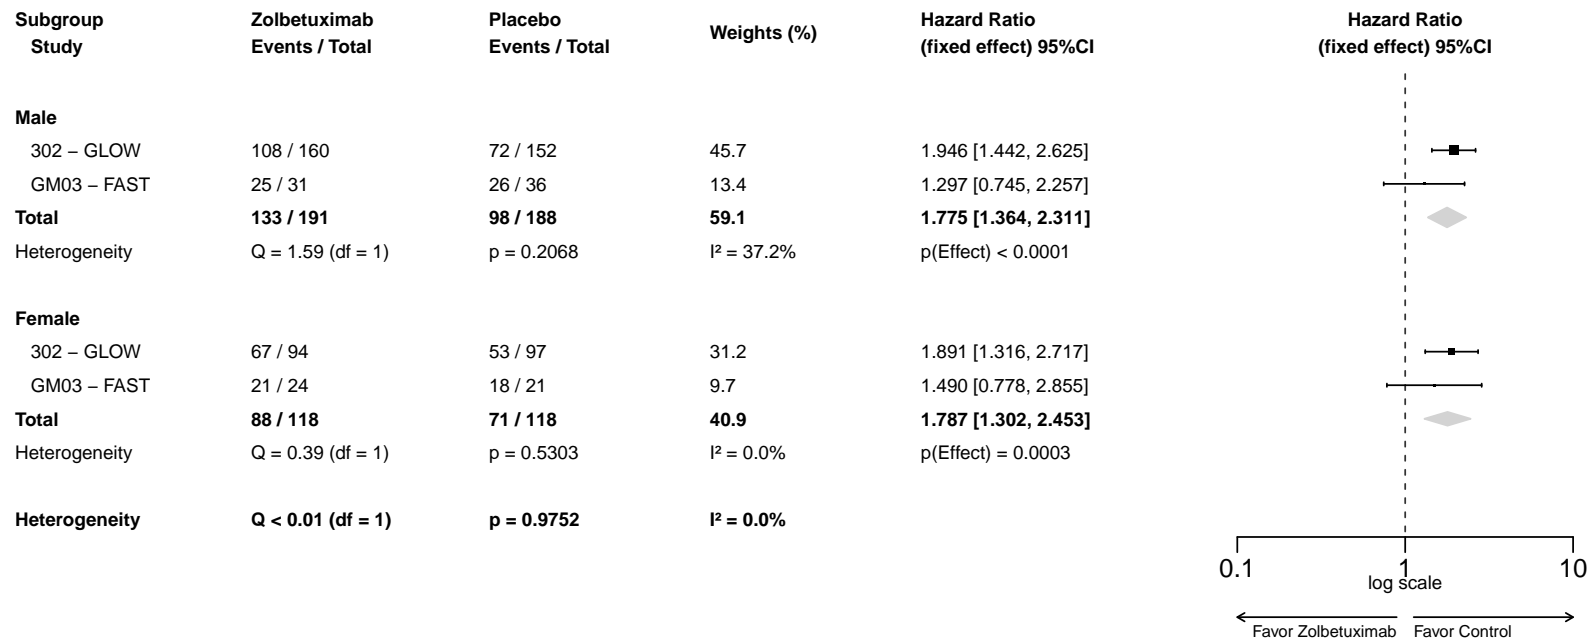 Subgroup Zolbetuximab Placebo Weights (%) Hazard Ratio Hazard Ratio
Study Events / Total Events / Total (fixed effect) 95%CI (fixed effect) 95%CI
Male
302 − GLOW 108 / 160 72 / 152 45.7 1.946 [1.442, 2.625]
GM03 − FAST 25 / 31 26 / 36 13.4 1.297 [0.745, 2.257]
Total 133 / 191 98 / 188 59.1 1.775 [1.364, 2.311]
Heterogeneity Q = 1.59 (df = 1) p = 0.2068 I² = 37.2% p(Effect) < 0.0001
Female
302 − GLOW 67 / 94 53 / 97 31.2 1.891 [1.316, 2.717]
GM03 − FAST 21 / 24 18 / 21 9.7 1.490 [0.778, 2.855]
Total 88 / 118 71 / 118 40.9 1.787 [1.302, 2.453]
Heterogeneity Q = 0.39 (df = 1) p = 0.5303 I² = 0.0% p(Effect) = 0.0003
Heterogeneity Q < 0.01 (df = 1) p = 0.9752 I² = 0.0%
0.1 1 10
log scale
Favor Zolbetuximab Favor Control